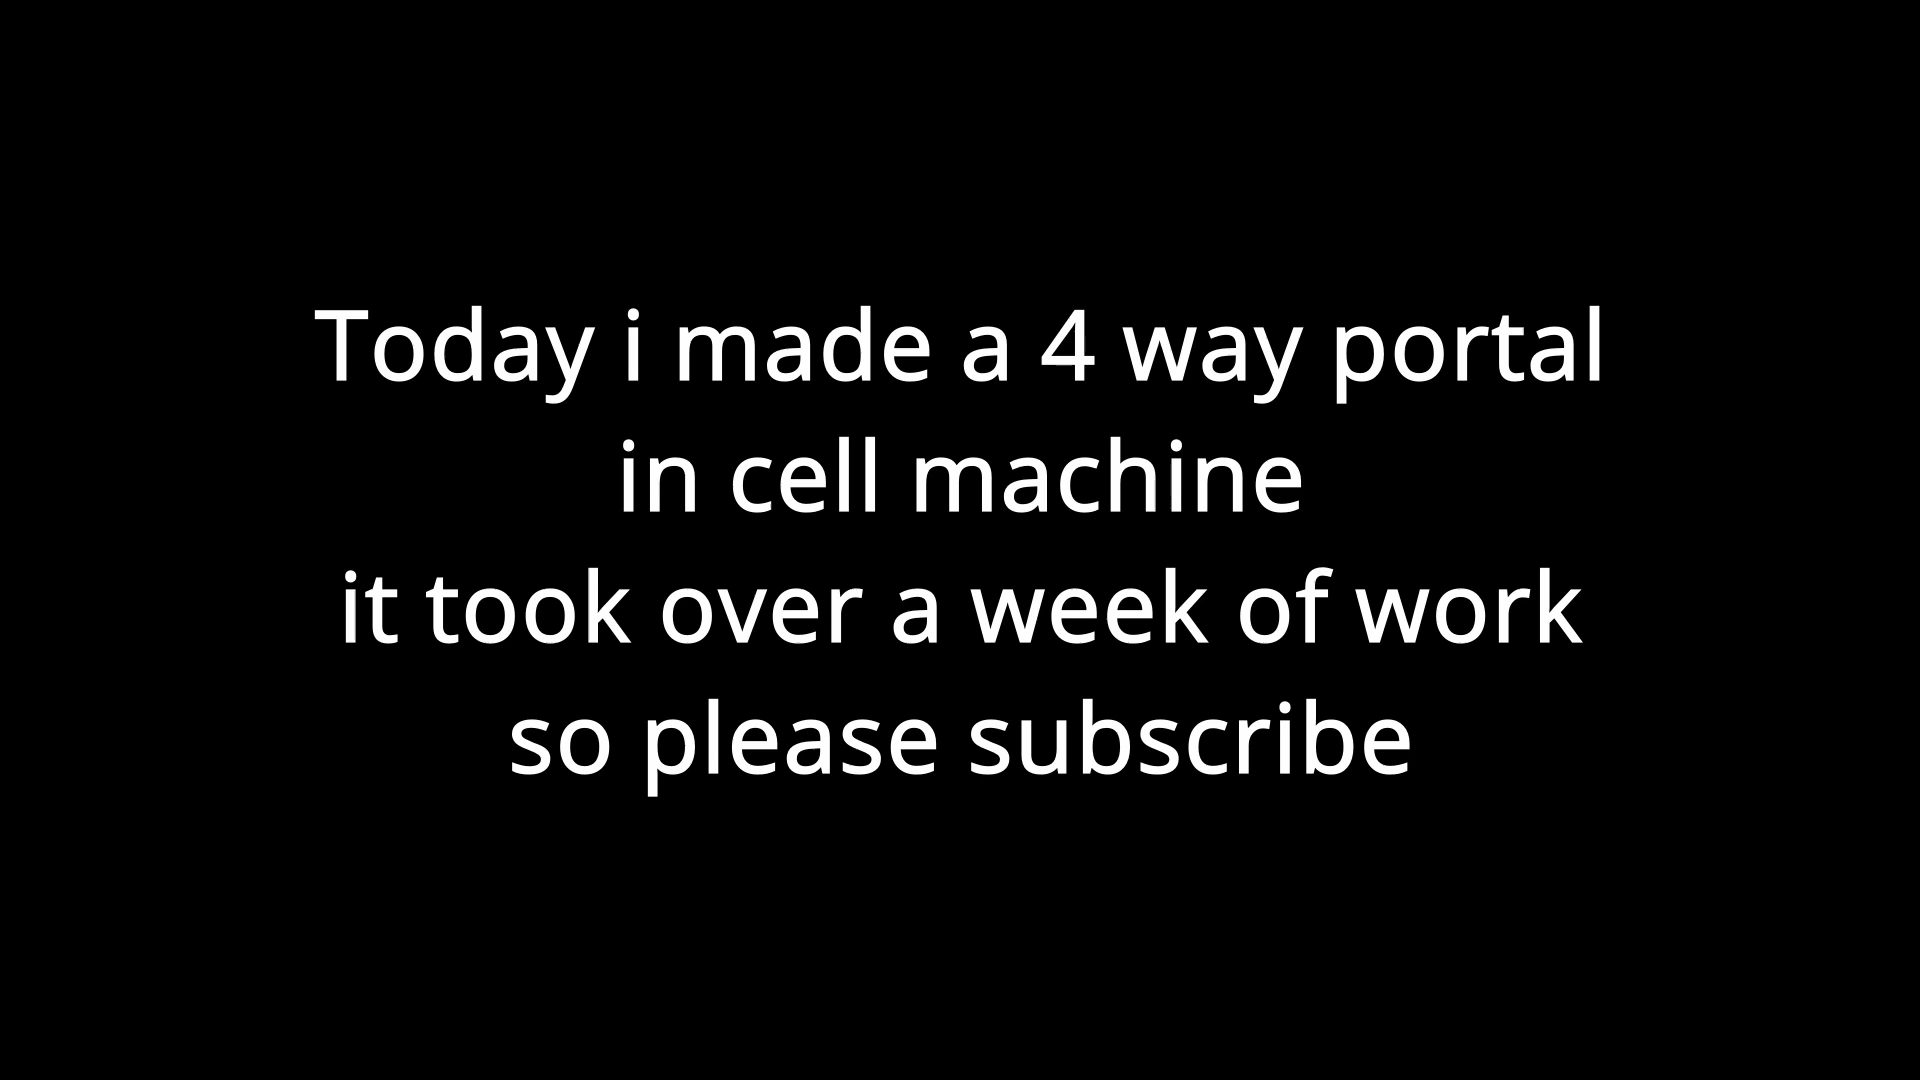 Today i made a 4 way portal
in cell machine
it took over a week of work
so please subscribe